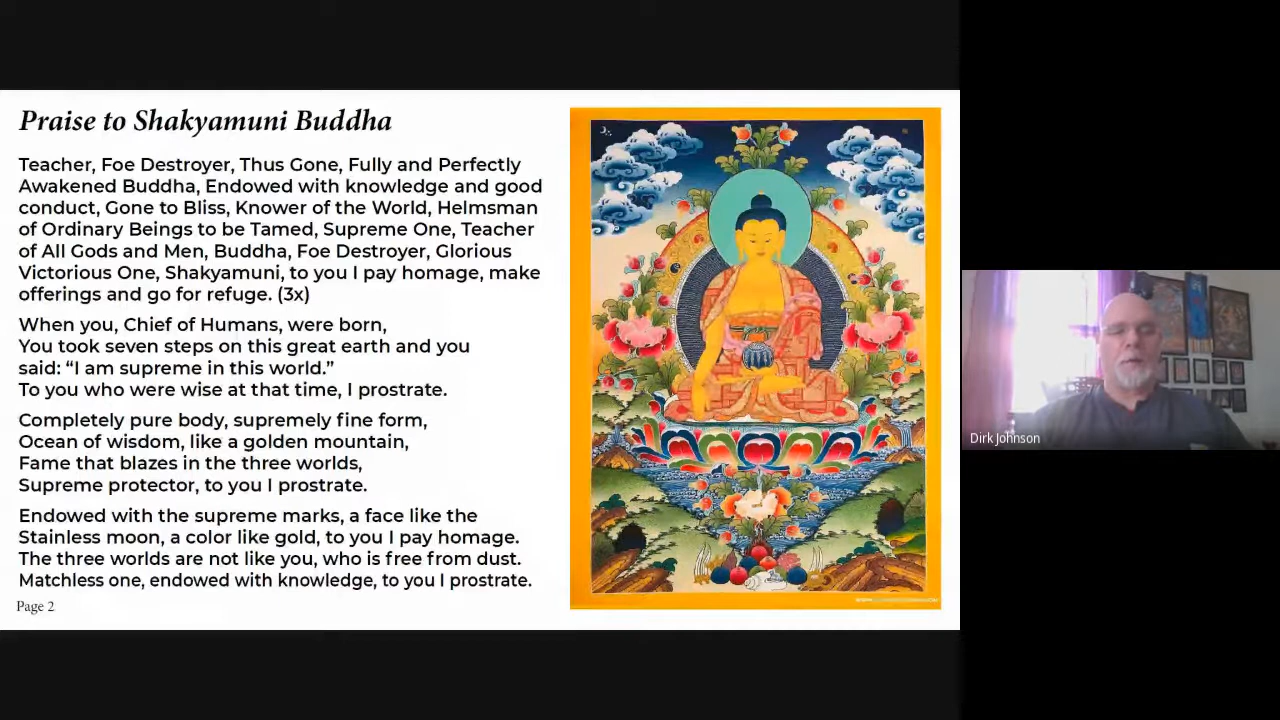 Praise to Shakyamuni Buddha
Teacher, Foe Destroyer, Thus Gone, Fully and Perfectly
Awakened Buddha, Endowed with knowledge and good
conduct, Gone to Bliss, Knower of the World, Helmsman
of Ordinary Beings to be Tamed, Supreme One, Teacher
of All Gods and Men, Buddha, Foe Destroyer, Glorious
Victorious One, Shakyamuni, to you I pay homage, make
offerings and go for refuge. (3x)
When you, Chief of Humans, were born,
You took seven steps on this great earth and you
said: “I am supreme in this world.”
To you who were wise at that time, I prostrate.
Completely pure body, supremely fine form,
Ocean of wisdom, like a golden mountain,
Fame that blazes in the three worlds,
Supreme protector, to you I prostrate.
Endowed with the supreme marks, a face like the
Stainless moon, a color like gold, to you I pay homage.
The three worlds are not like you, who is free from dust.
Matchless one, endowed with knowledge, to you I prostrate.
Page 2
Dirk Johnson